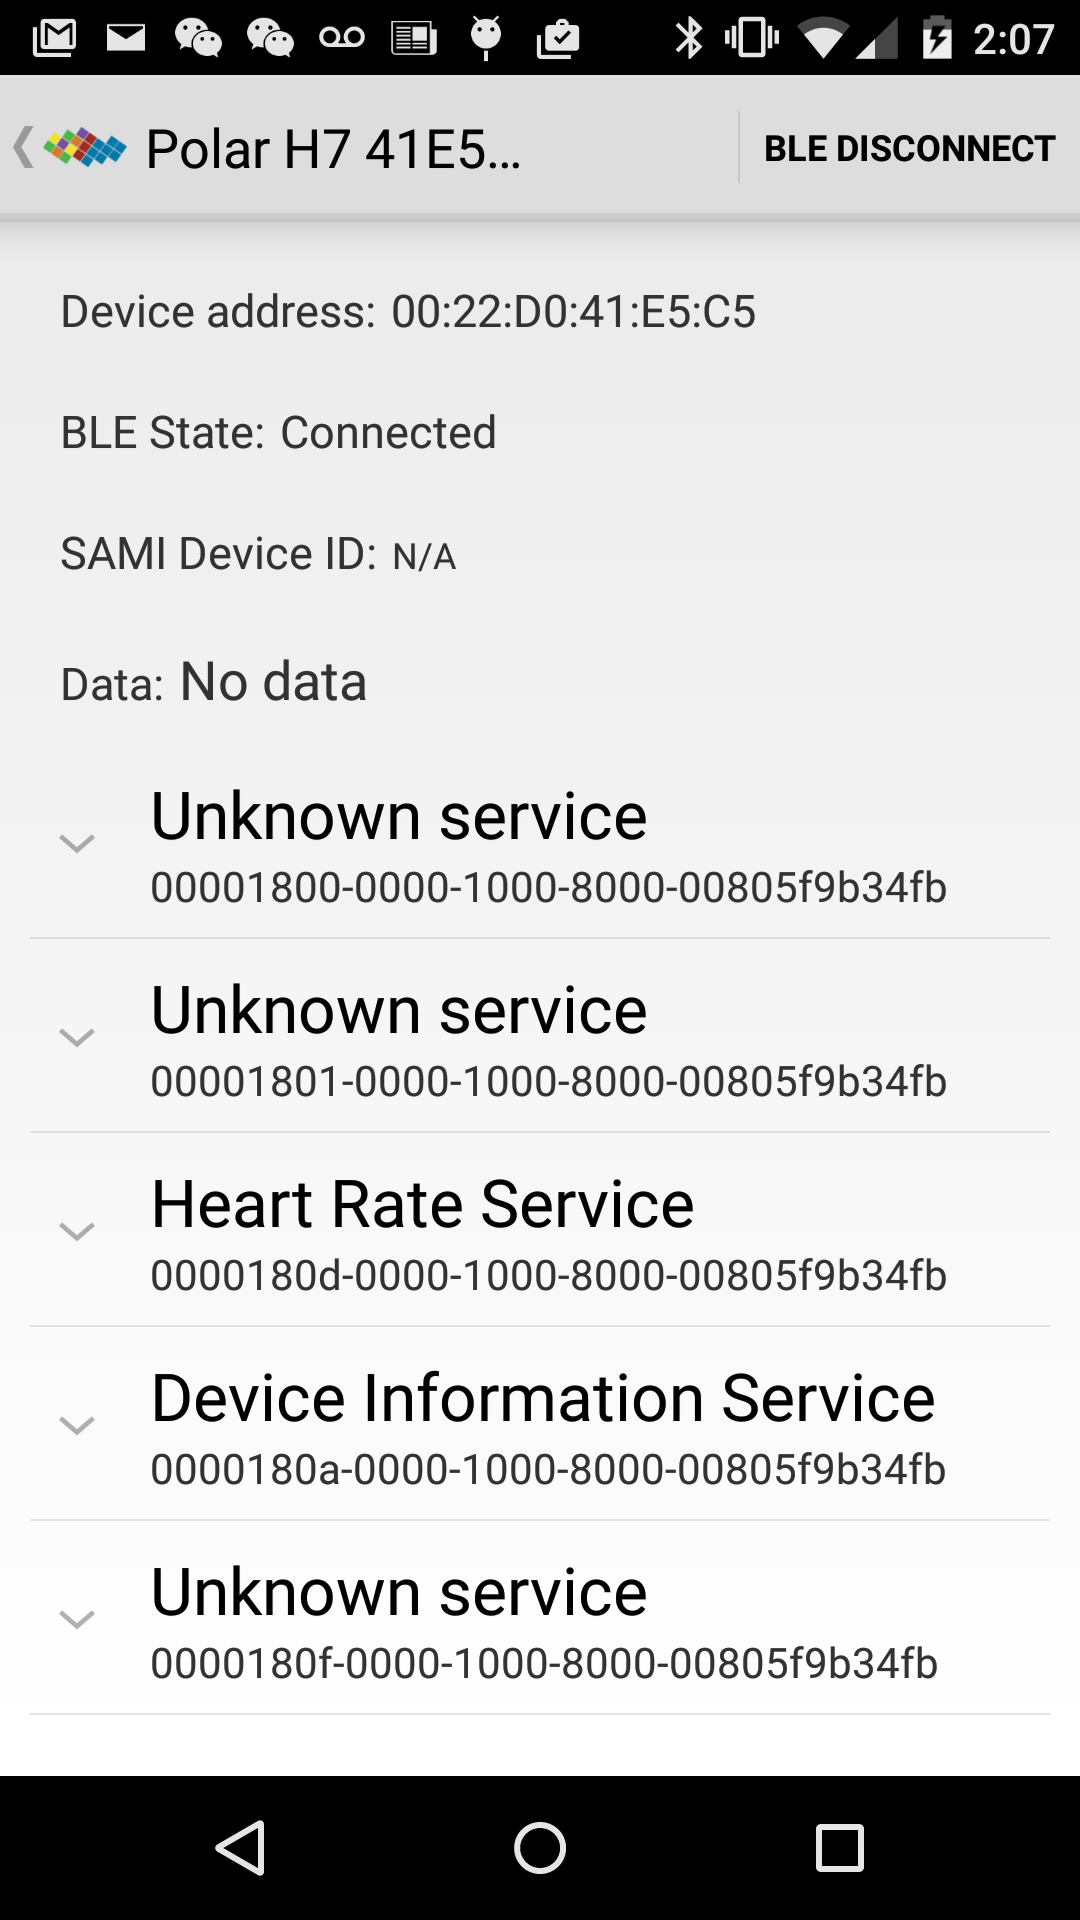 2:07
Polar H7 41E5...
BLE DISCONNECT
Device address: 00:22:D0:41:E5:C5
BLE State: Connected
SAMI Device ID: N/A
Data: No data
Unknown service
00001800-0000-1000-8000-00805f9b34fb
Unknown service
00001801-0000-1000-8000-00805f9b34fb
Heart Rate Service
0000180d-0000-1000-8000-00805f9b34fb
Device Information Service
0000180a-0000-1000-8000-00805f9b34fb
Unknown service
0000180f-0000-1000-8000-00805f9b34fb